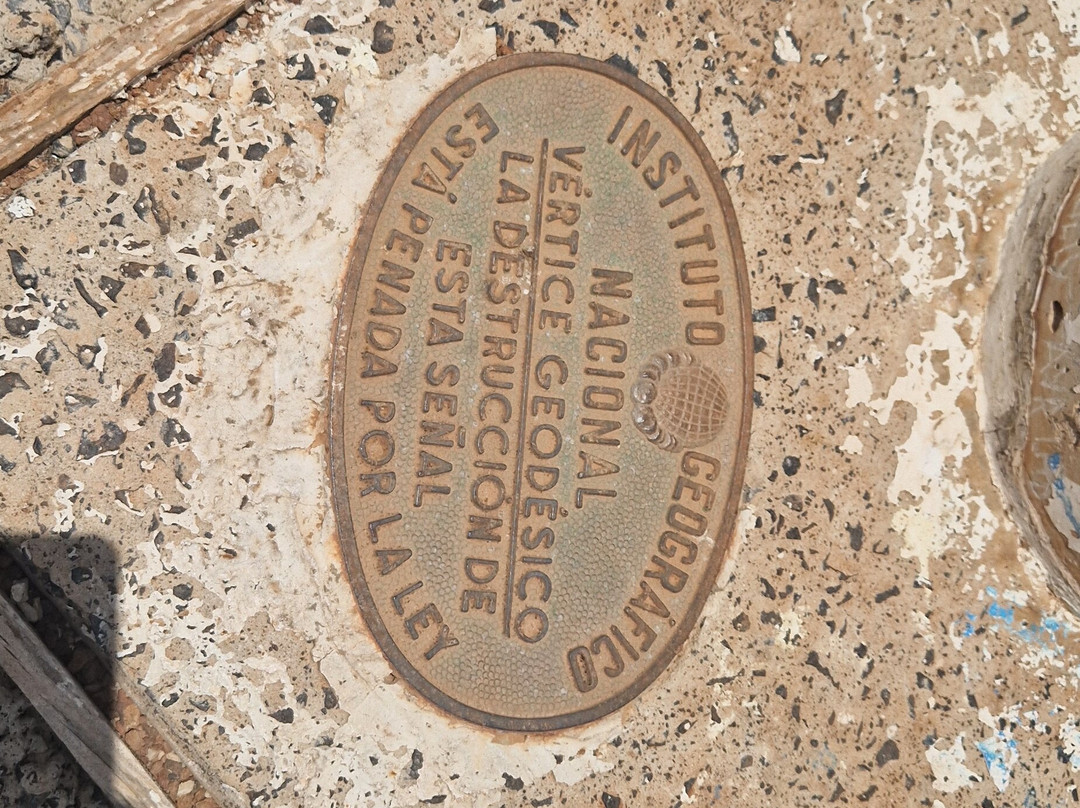 INSTITUTO GEOGRÁFICO
NACIONAL
VÉRTICE GEODÉSICO
LA DESTRUCCIÓN DE
ESTA SEÑAL
ESTÁ PENADA POR LA LEY